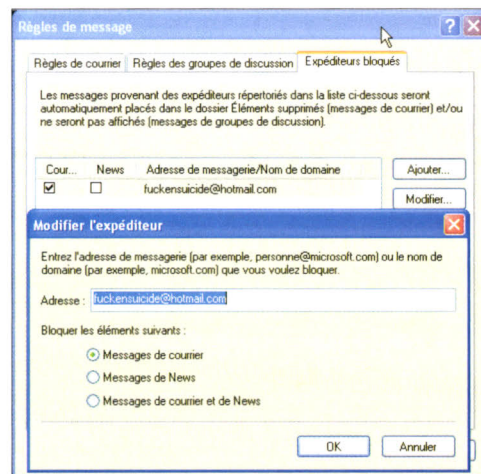 Règles de message
Règles de courrier Règles des groupes de discussion Expéditeurs bloqués
Les messages provenant des expéditeurs répertoriés dans la liste ci-dessous seront
automatiquement placés dans le dossier Éléments supprimés (messages de courrier) et/ou
ne seront pas affichés (messages de groupes de discussion).
Cour... News Adresse de messagerie/Nom de domaine
Ajouter...
fuckensuicide@hotmail.com
Modifier...
Modifier l'expéditeur
Entrez l'adresse de messagerie (par exemple, personne@microsoft.com) ou le nom de
domaine (par exemple, microsoft.com) que vous voulez bloquer.
Adresse : fuckensuicide@hotmail.com
Bloquer les éléments suivants :
Messages de courrier
Messages de News
Messages de courrier et de News
OK Annuler